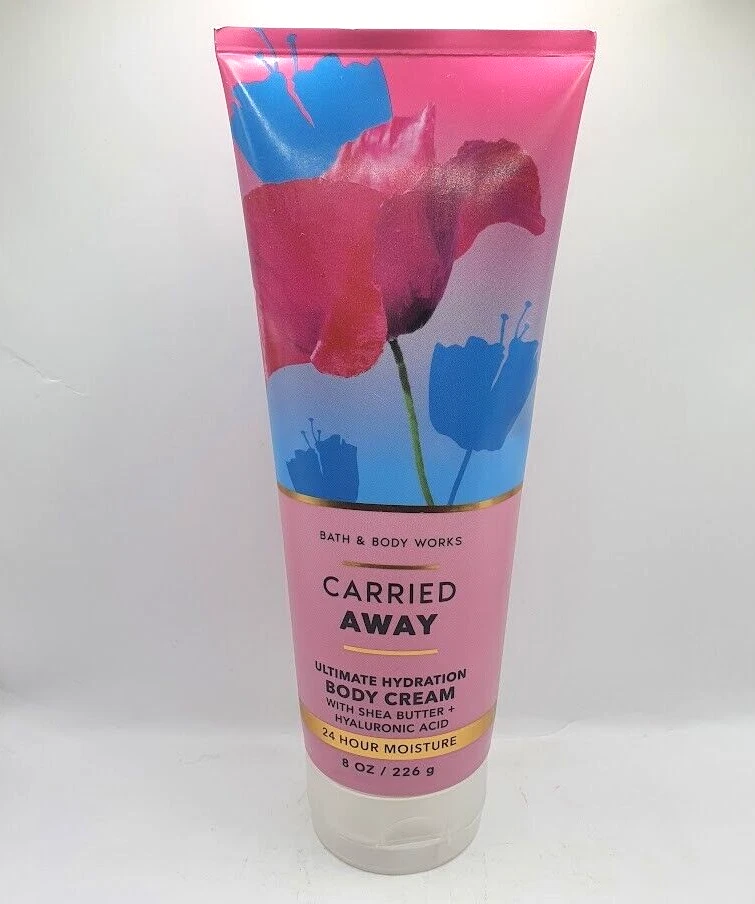 BATH & BODY WORKS
CARRIED
AWAY
ULTIMATE HYDRATION
BODY CREAM
WITH SHEA BUTTER +
HYALURONIC ACID
24 HOUR MOISTURE
8 OZ / 226 g